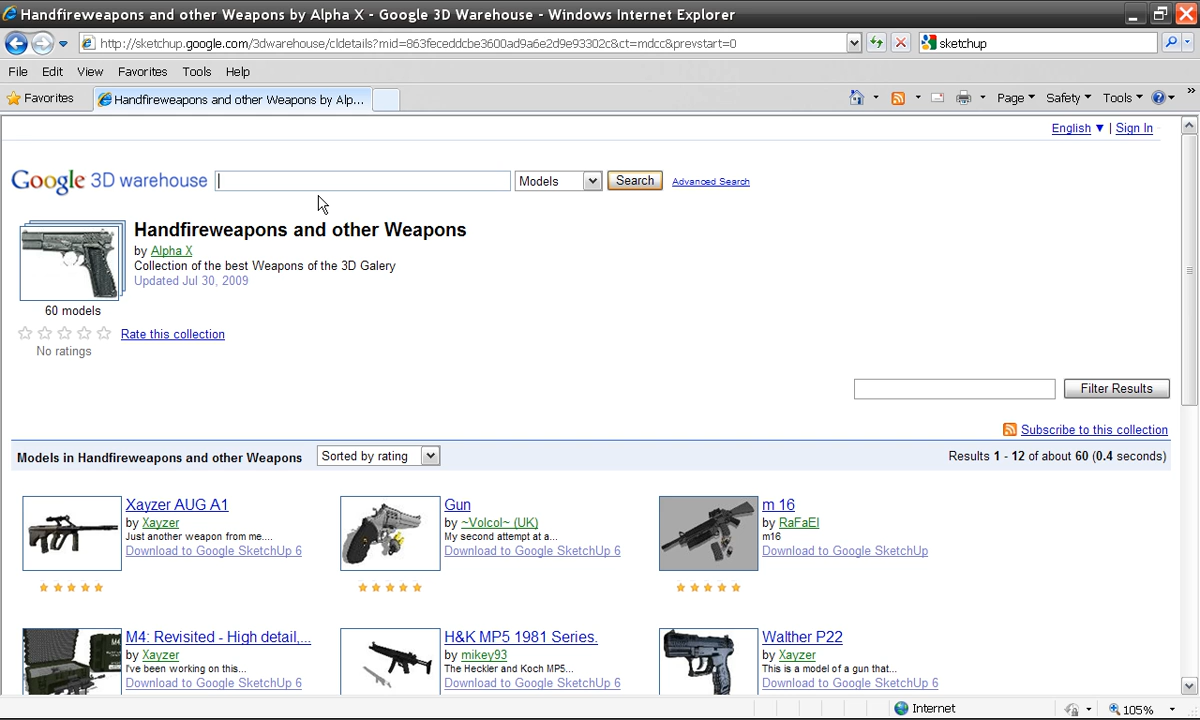 Handfireweapons and other Weapons by Alpha X - Google 3D Warehouse - Windows Internet Explorer
http://sketchup.google.com/3dwarehouse/cldetails?mid=863feceddcbe3600ad9a6e2d9e93302c&ct=mdcc&prevstart=0
sketchup
File Edit View Favorites Tools Help
Favorites
Handfireweapons and other Weapons by Alp...
Page Safety Tools
English ▼ | Sign In
Google 3D warehouse
Models
Search
Advanced Search
Handfireweapons and other Weapons
by Alpha X
Collection of the best Weapons of the 3D Galery
Updated Jul 30, 2009
60 models
Rate this collection
No ratings
Filter Results
Subscribe to this collection
Models in Handfireweapons and other Weapons
Sorted by rating
Results 1 - 12 of about 60 (0.4 seconds)
Xayzer AUG A1
by Xayzer
Just another weapon from me....
Download to Google SketchUp 6
Gun
by ~Volcol~ (UK)
My second attempt at a...
Download to Google SketchUp 6
m 16
by RaFaEl
m16
Download to Google SketchUp
M4: Revisited - High detail,...
by Xayzer
I've been working on this...
Download to Google SketchUp 6
H&K MP5 1981 Series.
by mikey93
The Heckler and Koch MP5...
Download to Google SketchUp 6
Walther P22
by Xayzer
This is a model of a gun that...
Download to Google SketchUp 6
Internet
105%